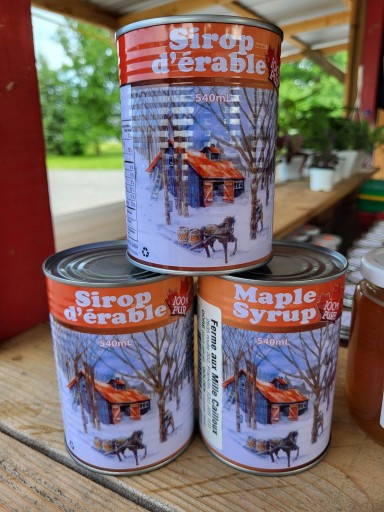 Sirop
d'érable
540mL
Sirop
d'érable
100%
PUR
540mL
Maple
Syrup
100%
PUR
540mL
Ferme aux Mille Cailloux